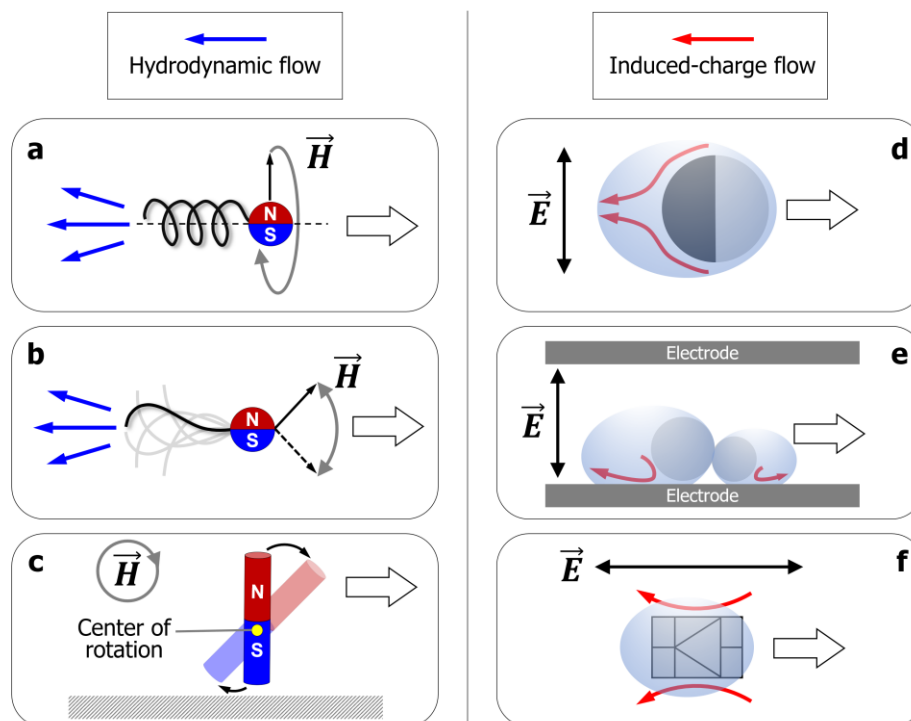 Hydrodynamic flow
Induced-charge flow
a
H
N
S
b
H
N
S
c
H
N
Center of
rotation
S
d
E
e
Electrode
E
Electrode
f
E